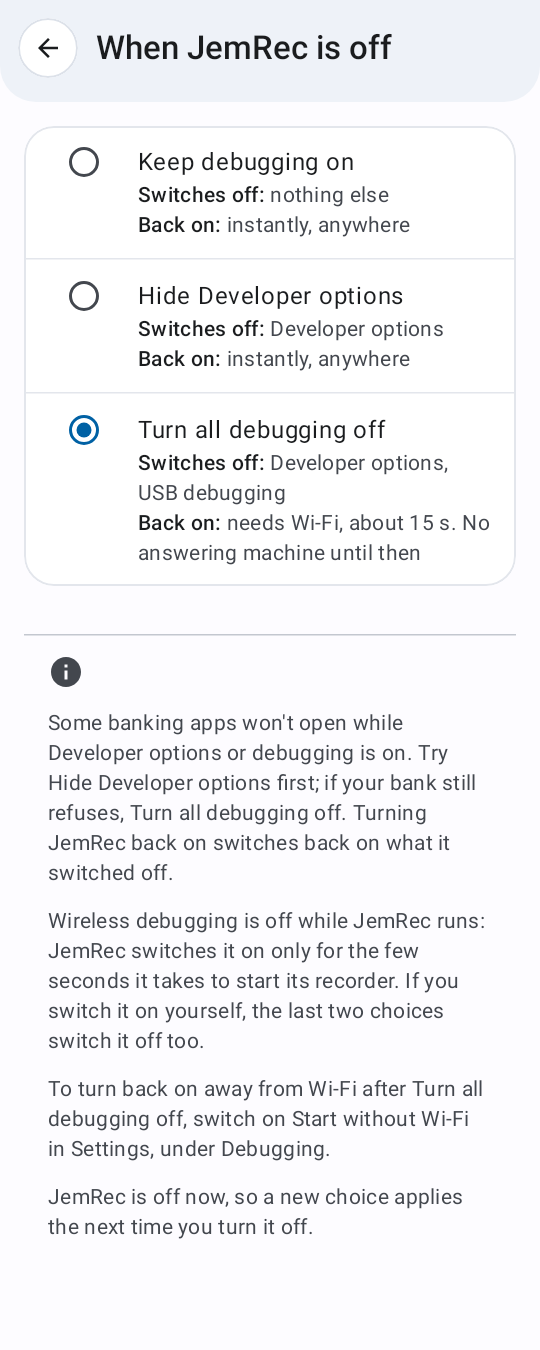 When JemRec is off
Keep debugging on
Switches off: nothing else
Back on: instantly, anywhere
Hide Developer options
Switches off: Developer options
Back on: instantly, anywhere
Turn all debugging off
Switches off: Developer options,
USB debugging
Back on: needs Wi-Fi, about 15 s. No
answering machine until then
Some banking apps won't open while
Developer options or debugging is on. Try
Hide Developer options first; if your bank still
refuses, Turn all debugging off. Turning
JemRec back on switches back on what it
switched off.
Wireless debugging is off while JemRec runs:
JemRec switches it on only for the few
seconds it takes to start its recorder. If you
switch it on yourself, the last two choices
switch it off too.
To turn back on away from Wi-Fi after Turn all
debugging off, switch on Start without Wi-Fi
in Settings, under Debugging.
JemRec is off now, so a new choice applies
the next time you turn it off.